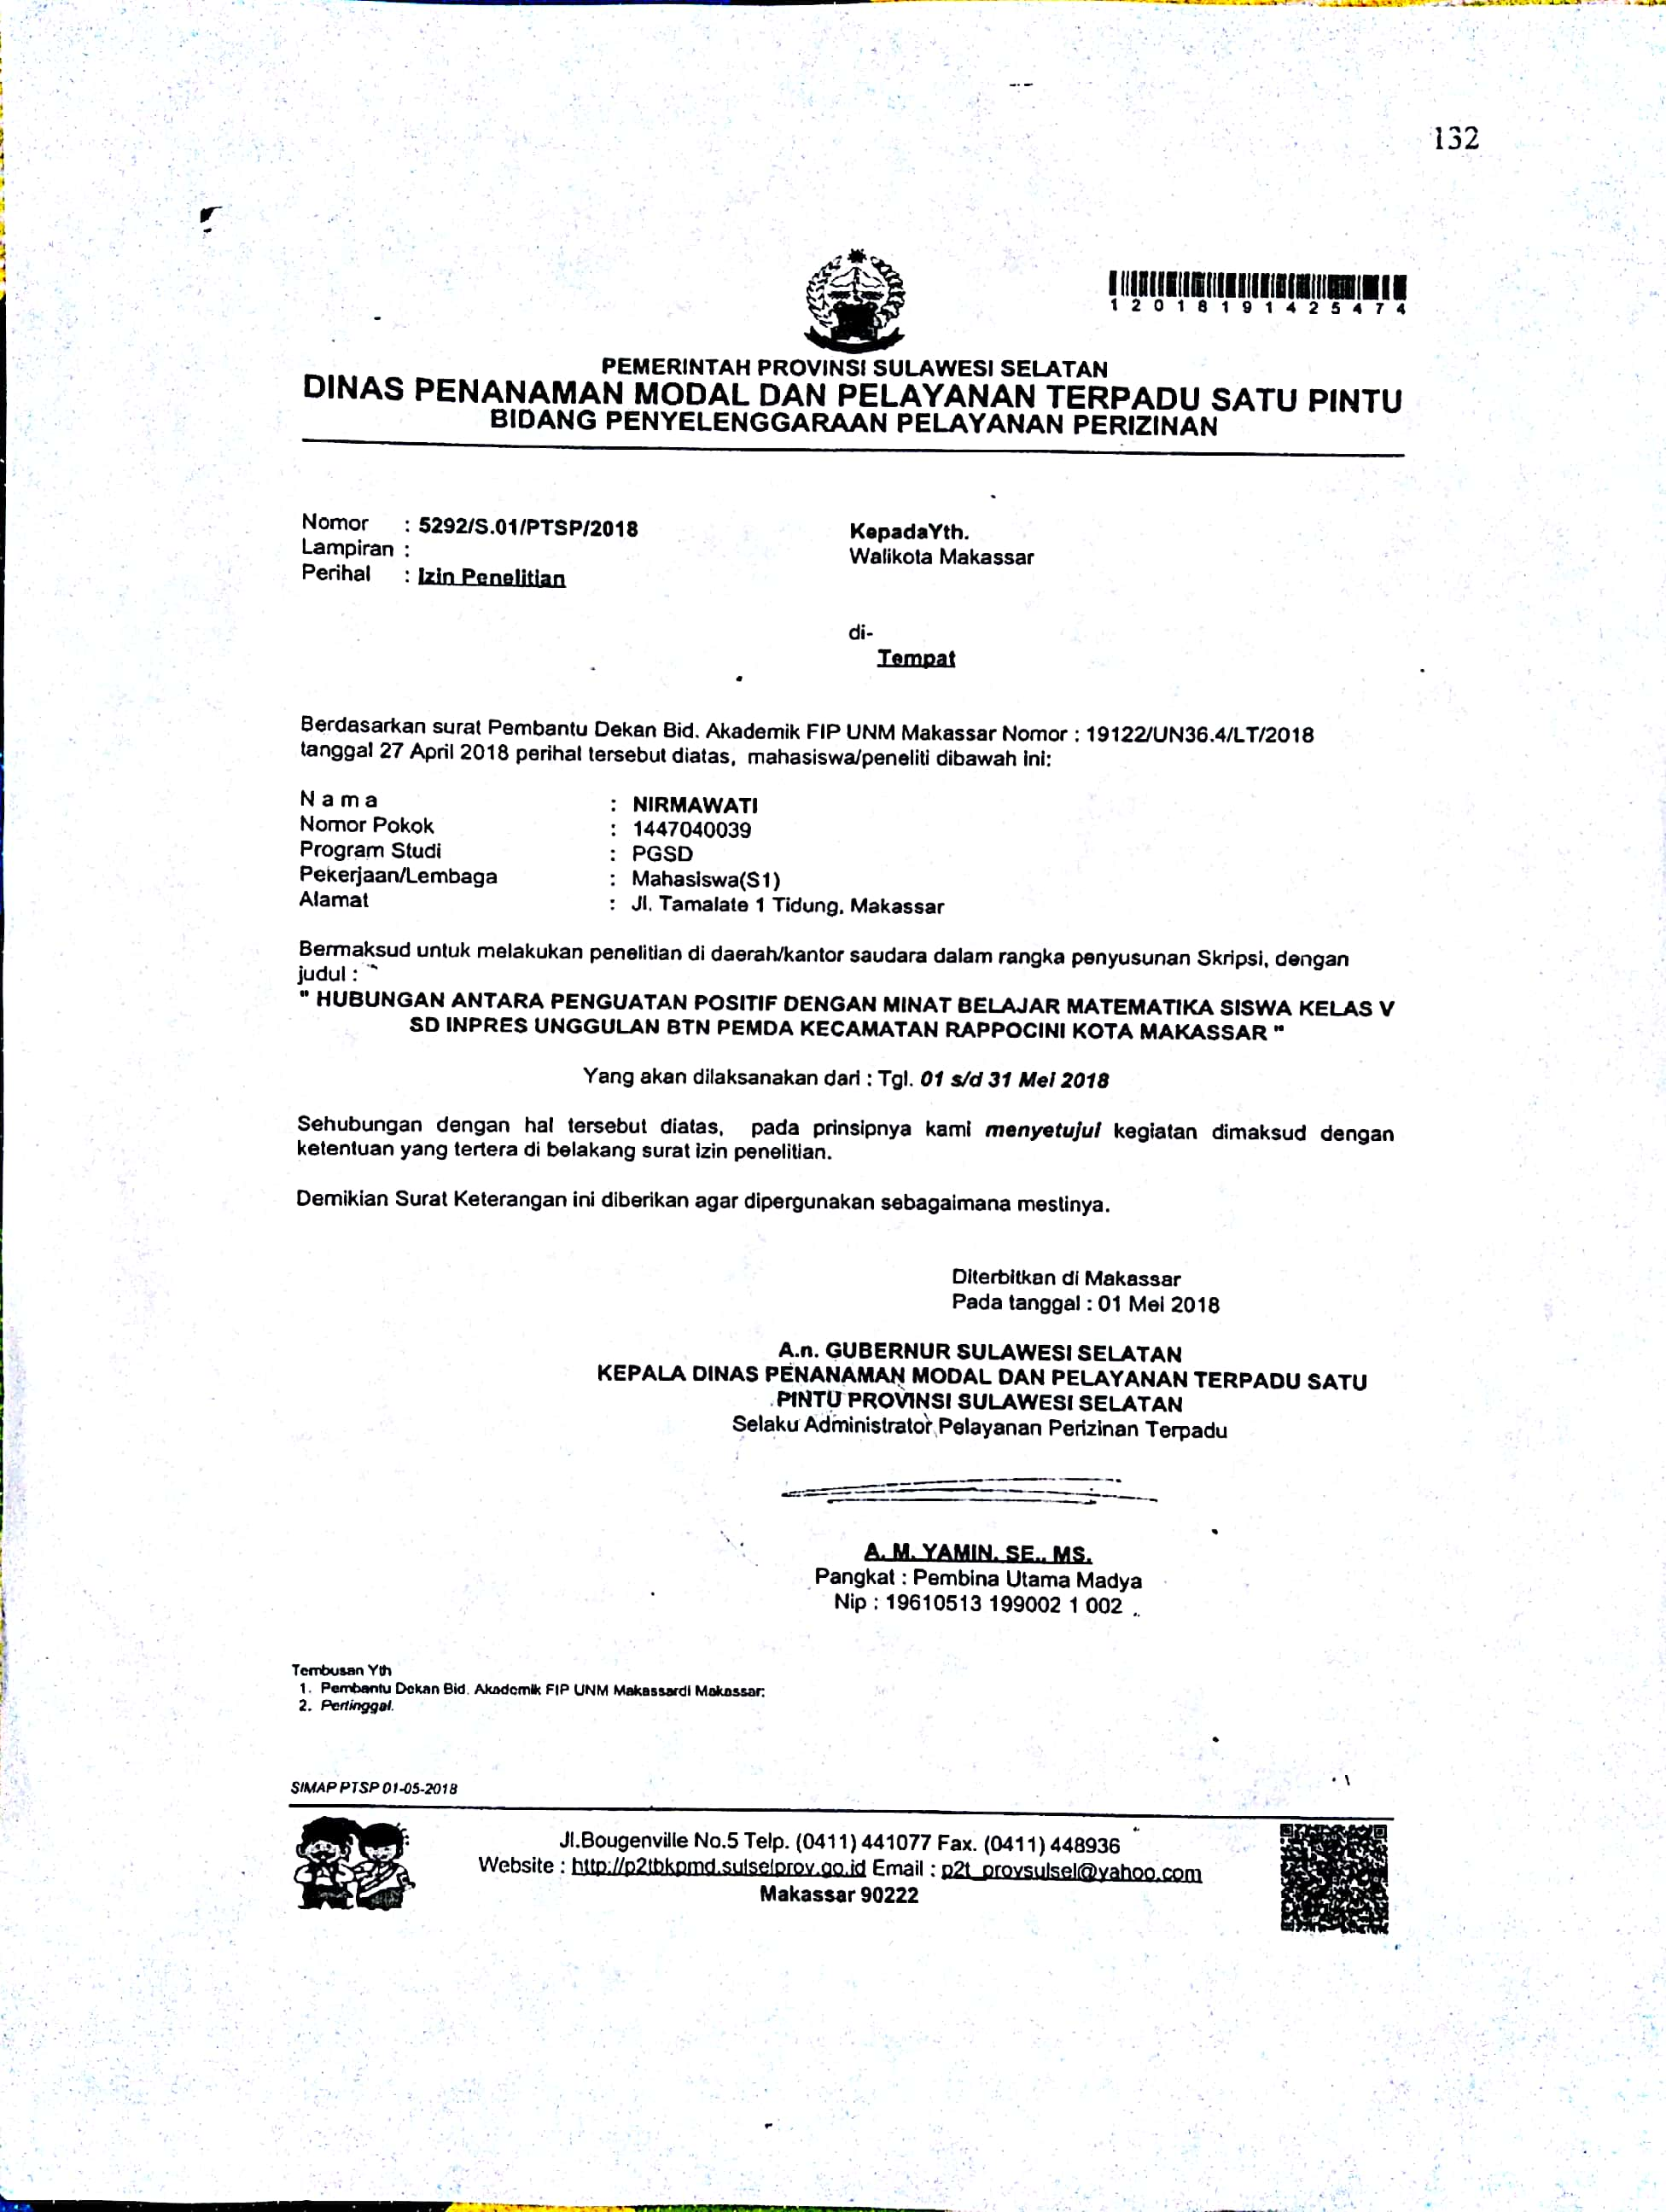 132
1 2 0 1 8 1 9 1 4 2 5 4 7 4
PEMERINTAH PROVINSI SULAWESI SELATAN
DINAS PENANAMAN MODAL DAN PELAYANAN TERPADU SATU PINTU
BIDANG PENYELENGGARAAN PELAYANAN PERIZINAN
Nomor : 5292/S.01/PTSP/2018
Lampiran :
Perihal : Izin Penelitian
KepadaYth.
Walikota Makassar
di-
Tempat
Berdasarkan surat Pembantu Dekan Bid. Akademik FIP UNM Makassar Nomor : 19122/UN36.4/LT/2018
tanggal 27 April 2018 perihal tersebut diatas, mahasiswa/peneliti dibawah ini:
N a m a : NIRMAWATI
Nomor Pokok : 1447040039
Program Studi : PGSD
Pekerjaan/Lembaga : Mahasiswa(S1)
Alamat : Jl. Tamalate 1 Tidung, Makassar
Bermaksud untuk melakukan penelitian di daerah/kantor saudara dalam rangka penyusunan Skripsi, dengan
judul :
" HUBUNGAN ANTARA PENGUATAN POSITIF DENGAN MINAT BELAJAR MATEMATIKA SISWA KELAS V
SD INPRES UNGGULAN BTN PEMDA KECAMATAN RAPPOCINI KOTA MAKASSAR "
Yang akan dilaksanakan dari : Tgl. 01 s/d 31 Mei 2018
Sehubungan dengan hal tersebut diatas, pada prinsipnya kami menyetujui kegiatan dimaksud dengan
ketentuan yang tertera di belakang surat izin penelitian.
Demikian Surat Keterangan ini diberikan agar dipergunakan sebagaimana mestinya.
Diterbitkan di Makassar
Pada tanggal : 01 Mei 2018
A.n. GUBERNUR SULAWESI SELATAN
KEPALA DINAS PENANAMAN MODAL DAN PELAYANAN TERPADU SATU
PINTU PROVINSI SULAWESI SELATAN
Selaku Administrator Pelayanan Perizinan Terpadu
A. M. YAMIN, SE., MS.
Pangkat : Pembina Utama Madya
Nip : 19610513 199002 1 002
Tembusan Yth
1. Pembantu Dekan Bid. Akademik FIP UNM Makassardi Makassar;
2. Pertinggal.
SIMAP PTSP 01-05-2018
Jl.Bougenville No.5 Telp. (0411) 441077 Fax. (0411) 448936
Website : http://p2tbkpmd.sulselprov.go.id Email : p2t_provsulsel@yahoo.com
Makassar 90222